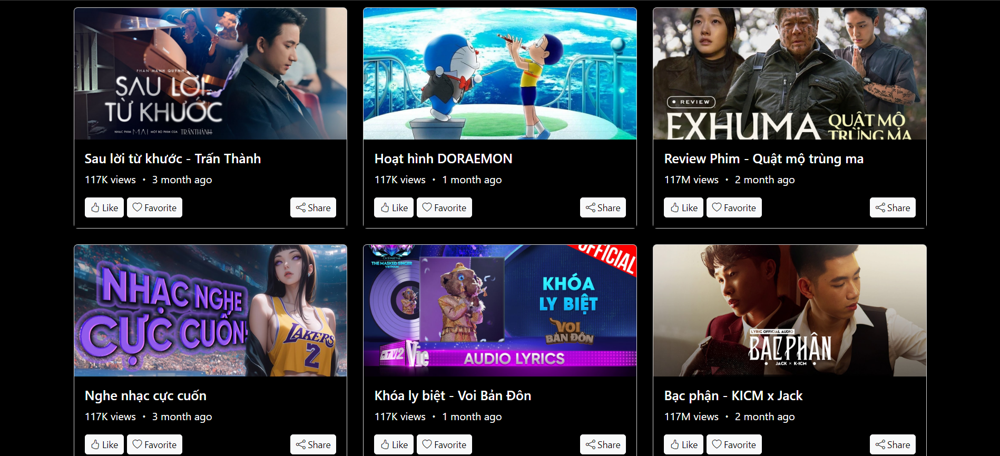 PHAN MẠNH QUỲNH
SAU LỜI
TỪ KHƯỚC
NHẠC PHIM MAI MỘT BỘ PHIM CỦA TRẤN THÀNH
Sau lời từ khước - Trấn Thành
117K views • 3 month ago
Like Favorite Share
Hoạt hình DORAEMON
117K views • 1 month ago
Like Favorite Share
REVIEW
EXHUMA QUẬT MỘ
TRÙNG MA
Review Phim - Quật mộ trùng ma
117M views • 2 month ago
Like Favorite Share
MUSIC
NHẠC NGHE
CỰC CUỐN!
LAKERS
2
Nghe nhạc cực cuốn
117K views • 3 month ago
Like Favorite Share
CA SĨ MẶT NẠ
THE MASKED SINGER
VIETNAM
OFFICIAL
KHÓA
LY BIỆT
VOI
BẢN ĐÔN
HTV2 Vie
AUDIO LYRICS
Khóa ly biệt - Voi Bản Đôn
117K views • 1 month ago
Like Favorite Share
LYRIC OFFICIAL AUDIO
BẠC PHẬN
JACK × K-ICM
Bạc phận - KICM x Jack
117M views • 2 month ago
Like Favorite Share